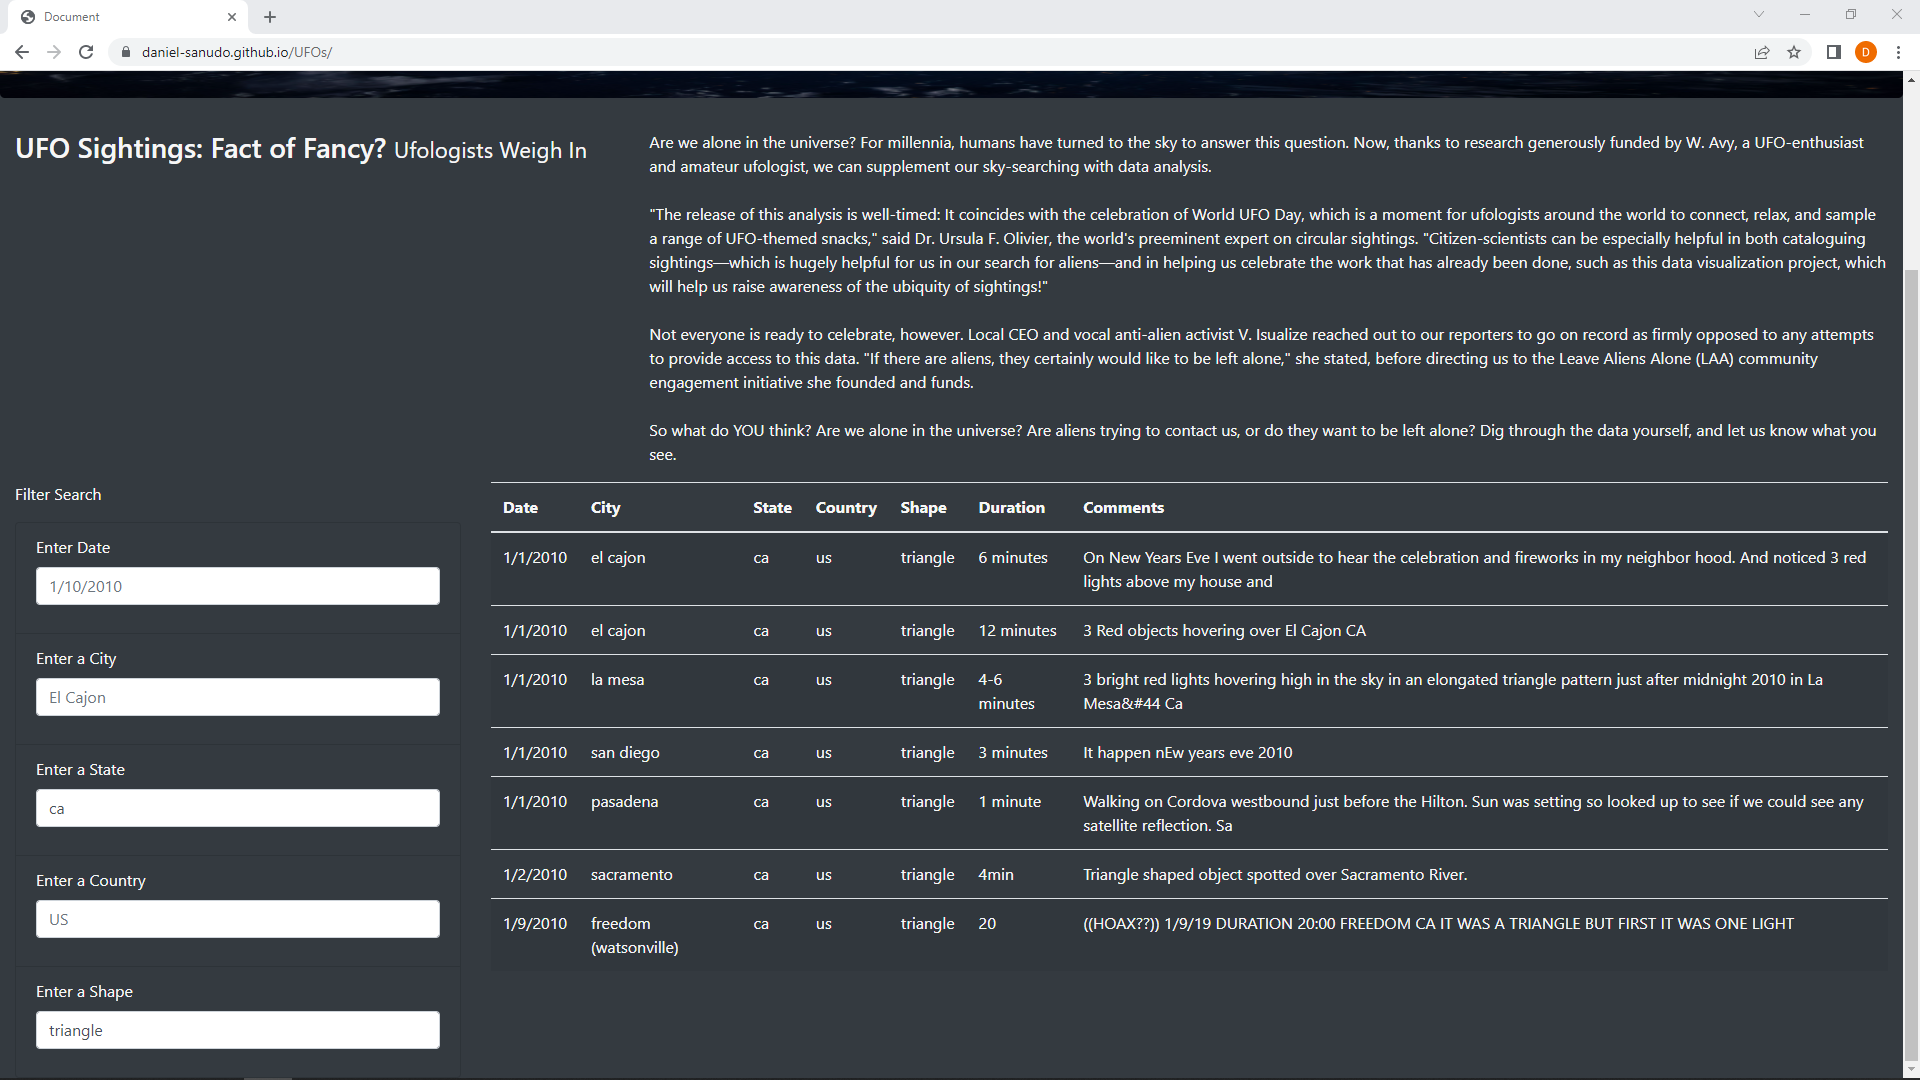 Document
daniel-sanudo.github.io/UFOs/
D
UFO Sightings: Fact of Fancy? Ufologists Weigh In
Are we alone in the universe? For millennia, humans have turned to the sky to answer this question. Now, thanks to research generously funded by W. Avy, a UFO-enthusiast
and amateur ufologist, we can supplement our sky-searching with data analysis.
"The release of this analysis is well-timed: It coincides with the celebration of World UFO Day, which is a moment for ufologists around the world to connect, relax, and sample
a range of UFO-themed snacks," said Dr. Ursula F. Olivier, the world's preeminent expert on circular sightings. "Citizen-scientists can be especially helpful in both cataloguing
sightings—which is hugely helpful for us in our search for aliens—and in helping us celebrate the work that has already been done, such as this data visualization project, which
will help us raise awareness of the ubiquity of sightings!"
Not everyone is ready to celebrate, however. Local CEO and vocal anti-alien activist V. Isualize reached out to our reporters to go on record as firmly opposed to any attempts
to provide access to this data. "If there are aliens, they certainly would like to be left alone," she stated, before directing us to the Leave Aliens Alone (LAA) community
engagement initiative she founded and funds.
So what do YOU think? Are we alone in the universe? Are aliens trying to contact us, or do they want to be left alone? Dig through the data yourself, and let us know what you
see.
Filter Search
Enter Date
1/10/2010
Enter a City
El Cajon
Enter a State
ca
Enter a Country
US
Enter a Shape
triangle
Date City State Country Shape Duration Comments
1/1/2010 el cajon ca us triangle 6 minutes On New Years Eve I went outside to hear the celebration and fireworks in my neighbor hood. And noticed 3 red
lights above my house and
1/1/2010 el cajon ca us triangle 12 minutes 3 Red objects hovering over El Cajon CA
1/1/2010 la mesa ca us triangle 4-6 3 bright red lights hovering high in the sky in an elongated triangle pattern just after midnight 2010 in La
minutes Mesa&#44 Ca
1/1/2010 san diego ca us triangle 3 minutes It happen nEw years eve 2010
1/1/2010 pasadena ca us triangle 1 minute Walking on Cordova westbound just before the Hilton. Sun was setting so looked up to see if we could see any
satellite reflection. Sa
1/2/2010 sacramento ca us triangle 4min Triangle shaped object spotted over Sacramento River.
1/9/2010 freedom ca us triangle 20 ((HOAX??)) 1/9/19 DURATION 20:00 FREEDOM CA IT WAS A TRIANGLE BUT FIRST IT WAS ONE LIGHT
(watsonville)